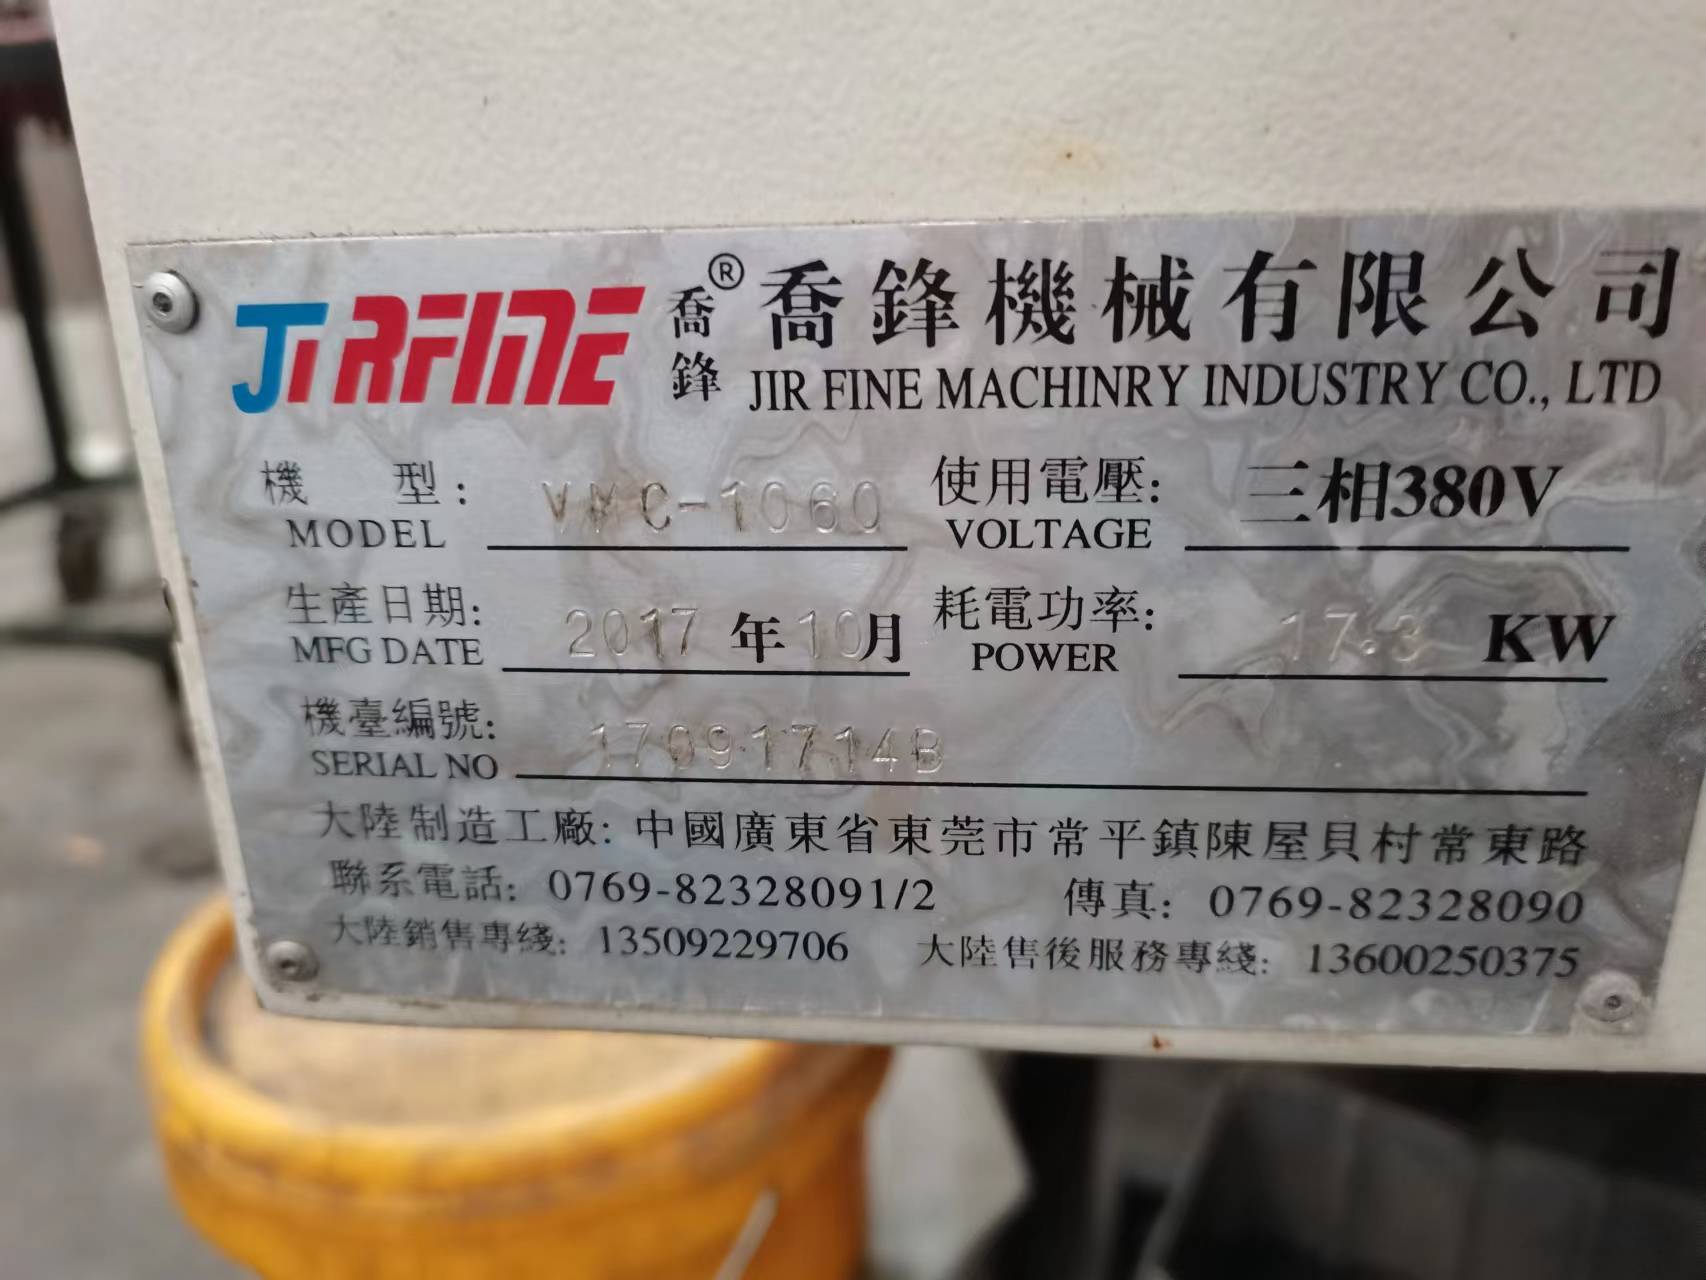 JIRFINE 喬鋒® 喬鋒機械有限公司
JIR FINE MACHINRY INDUSTRY CO., LTD
機 型: VMC-1060 使用電壓: 三相380V
MODEL VOLTAGE
生產日期: 2017 年 10月 耗電功率: 17.3 KW
MFG DATE POWER
機臺編號: 17091714B
SERIAL NO
大陸制造工廠: 中國廣東省東莞市常平鎮陳屋貝村常東路
聯系電話: 0769-82328091/2 傳真: 0769-82328090
大陸銷售專綫: 13509229706 大陸售後服務專綫: 13600250375